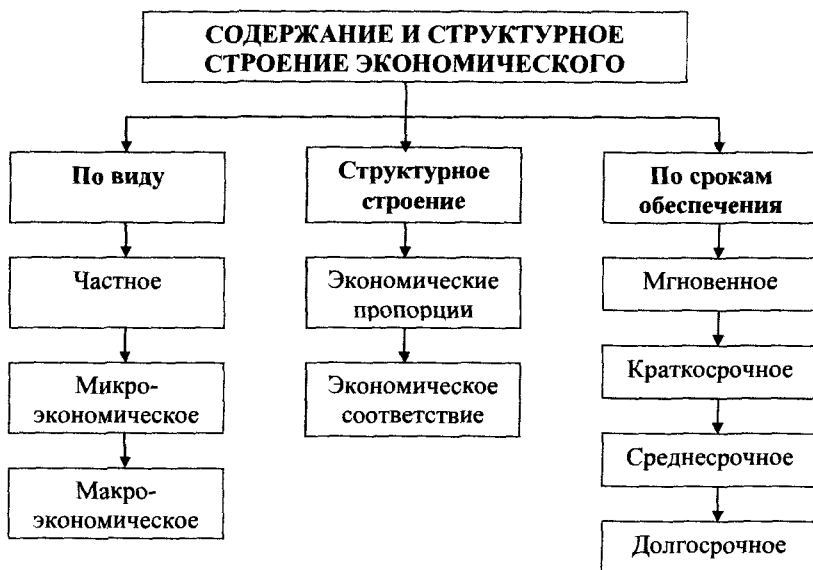 СОДЕРЖАНИЕ И СТРУКТУРНОЕ
СТРОЕНИЕ ЭКОНОМИЧЕСКОГО
По виду
Частное
Микро-
экономическое
Макро-
экономическое
Структурное
строение
Экономические
пропорции
Экономическое
соответствие
По срокам
обеспечения
Мгновенное
Краткосрочное
Среднесрочное
Долгосрочное